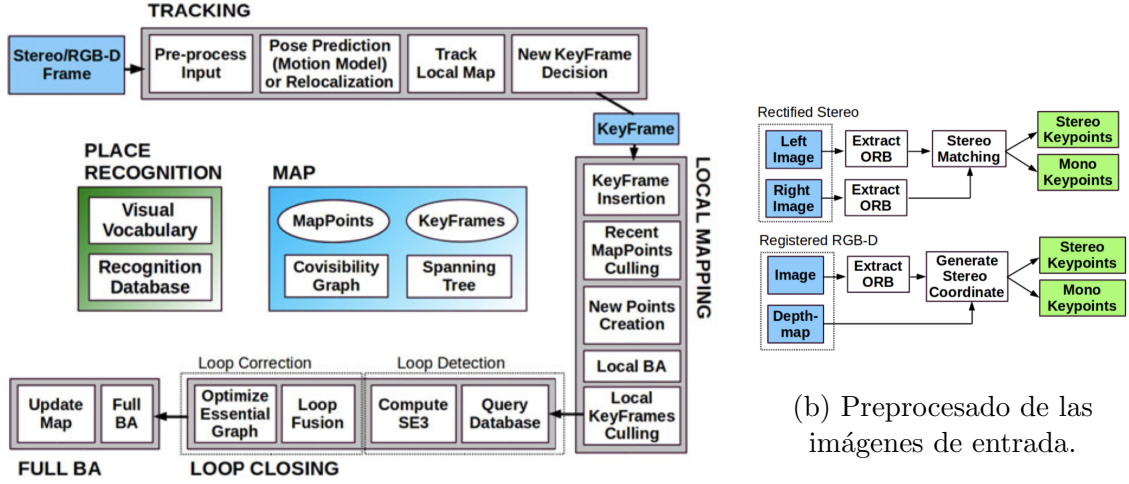 TRACKING
Stereo/RGB-D
Frame
Pre-process
Input
Pose Prediction
(Motion Model)
or Relocalization
Track
Local Map
New KeyFrame
Decision
KeyFrame
PLACE
RECOGNITION
Visual
Vocabulary
Recognition
Database
MAP
MapPoints
KeyFrames
Covisibility
Graph
Spanning
Tree
LOCAL MAPPING
KeyFrame
Insertion
Recent
MapPoints
Culling
New Points
Creation
Local BA
Local
KeyFrames
Culling
Loop Correction
Loop Detection
Optimize
Essential
Graph
Loop
Fusion
Compute
SE3
Query
Database
Update
Map
Full
BA
FULL BA
LOOP CLOSING
Rectified Stereo
Left
Image
Extract
ORB
Stereo
Matching
Stereo
Keypoints
Mono
Keypoints
Right
Image
Extract
ORB
Registered RGB-D
Image
Extract
ORB
Generate
Stereo
Coordinate
Stereo
Keypoints
Mono
Keypoints
Depth-
map
(b) Preprocesado de las
imágenes de entrada.